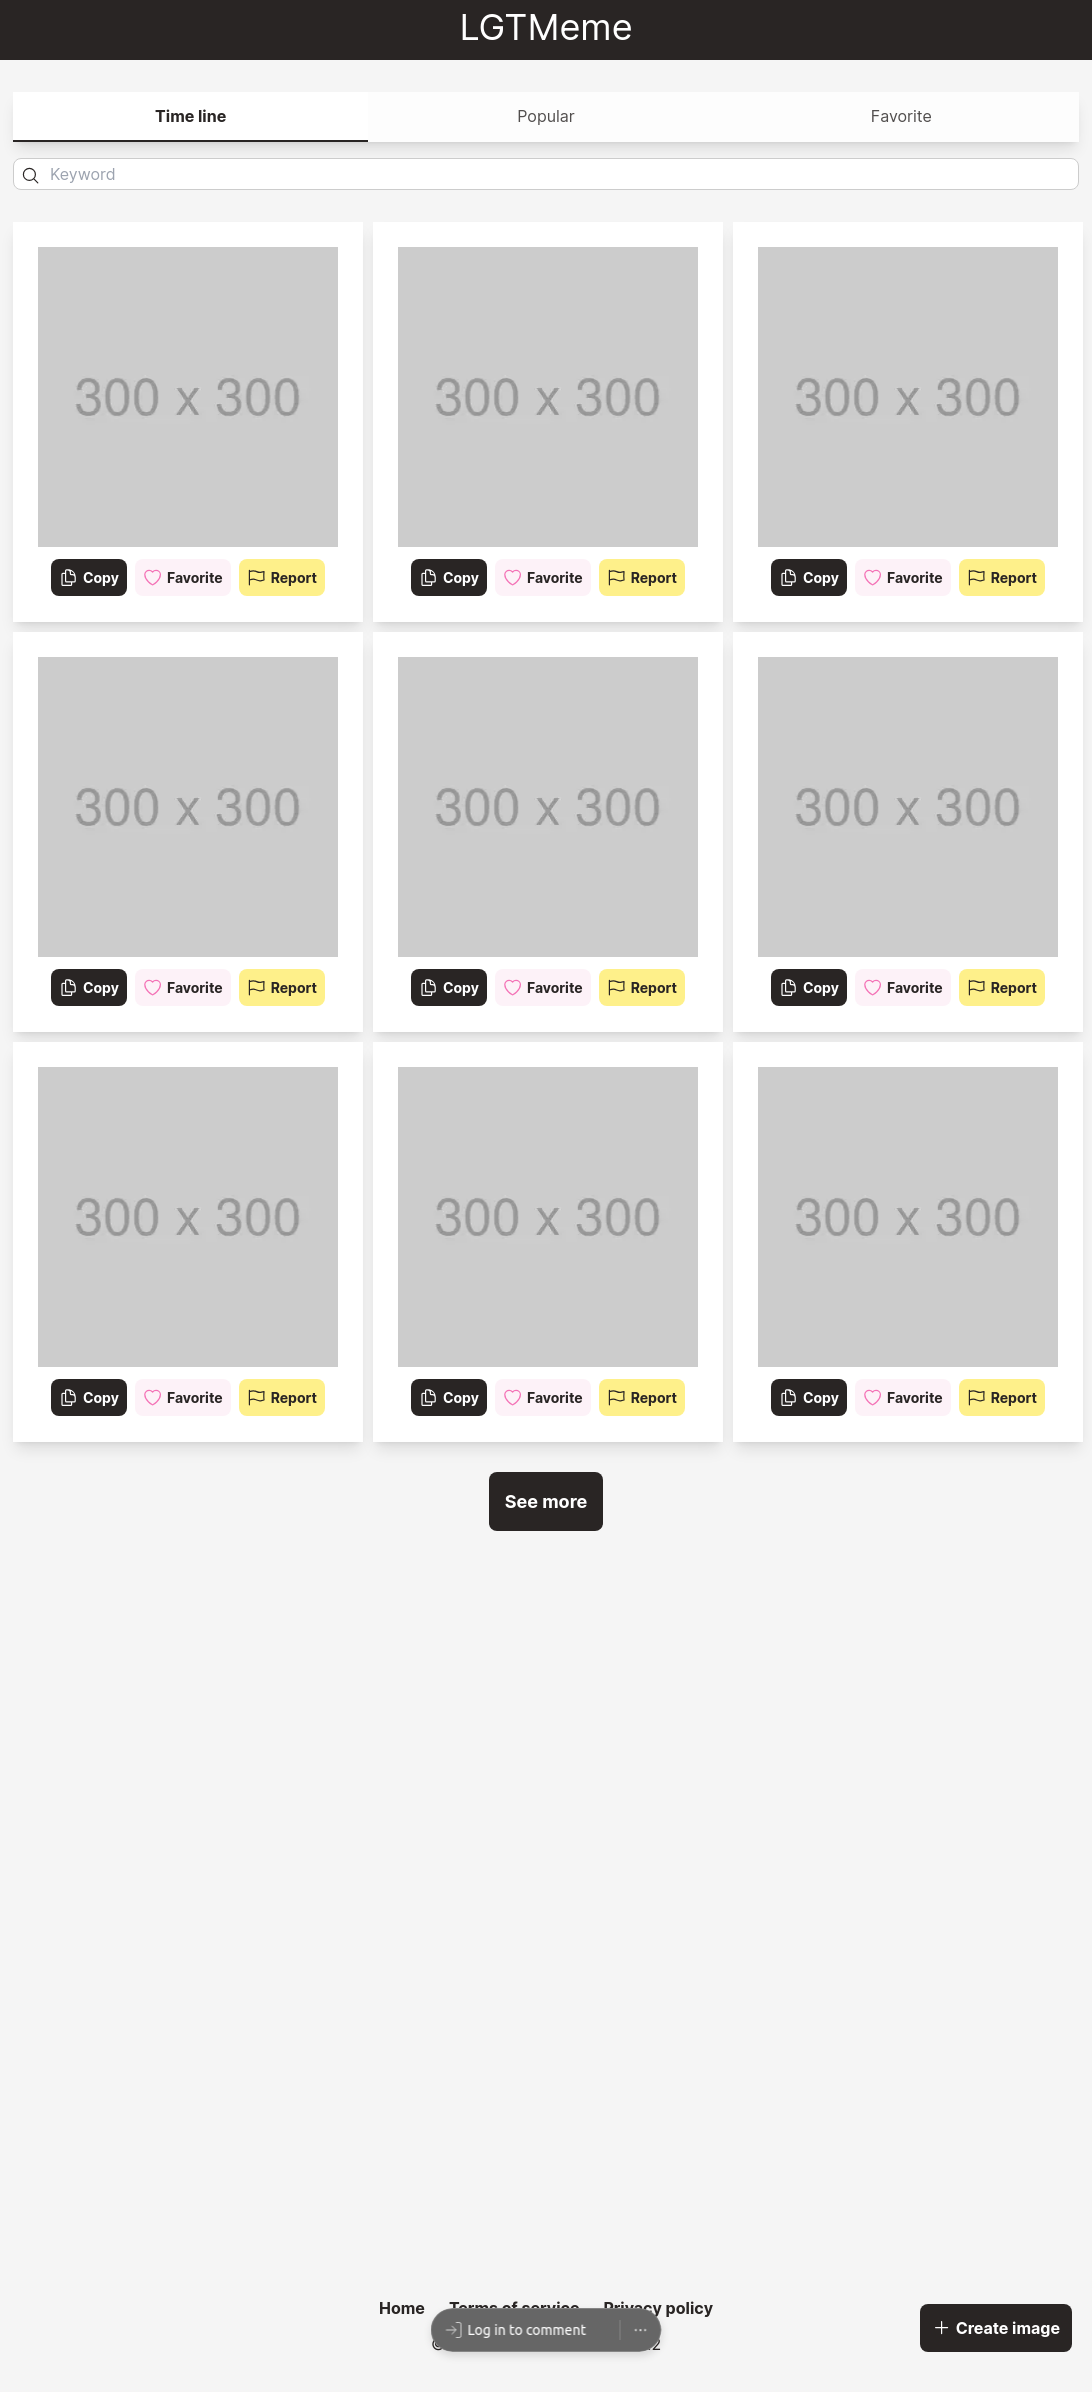 LGTMeme
Time line Popular Favorite
Keyword
300 x 300 300 x 300 300 x 300
Copy Favorite Report Copy Favorite Report Copy Favorite Report
300 x 300 300 x 300 300 x 300
Copy Favorite Report Copy Favorite Report Copy Favorite Report
300 x 300 300 x 300 300 x 300
Copy Favorite Report Copy Favorite Report Copy Favorite Report
See more
Home Terms of service Privacy policy
Log in to comment
Create image